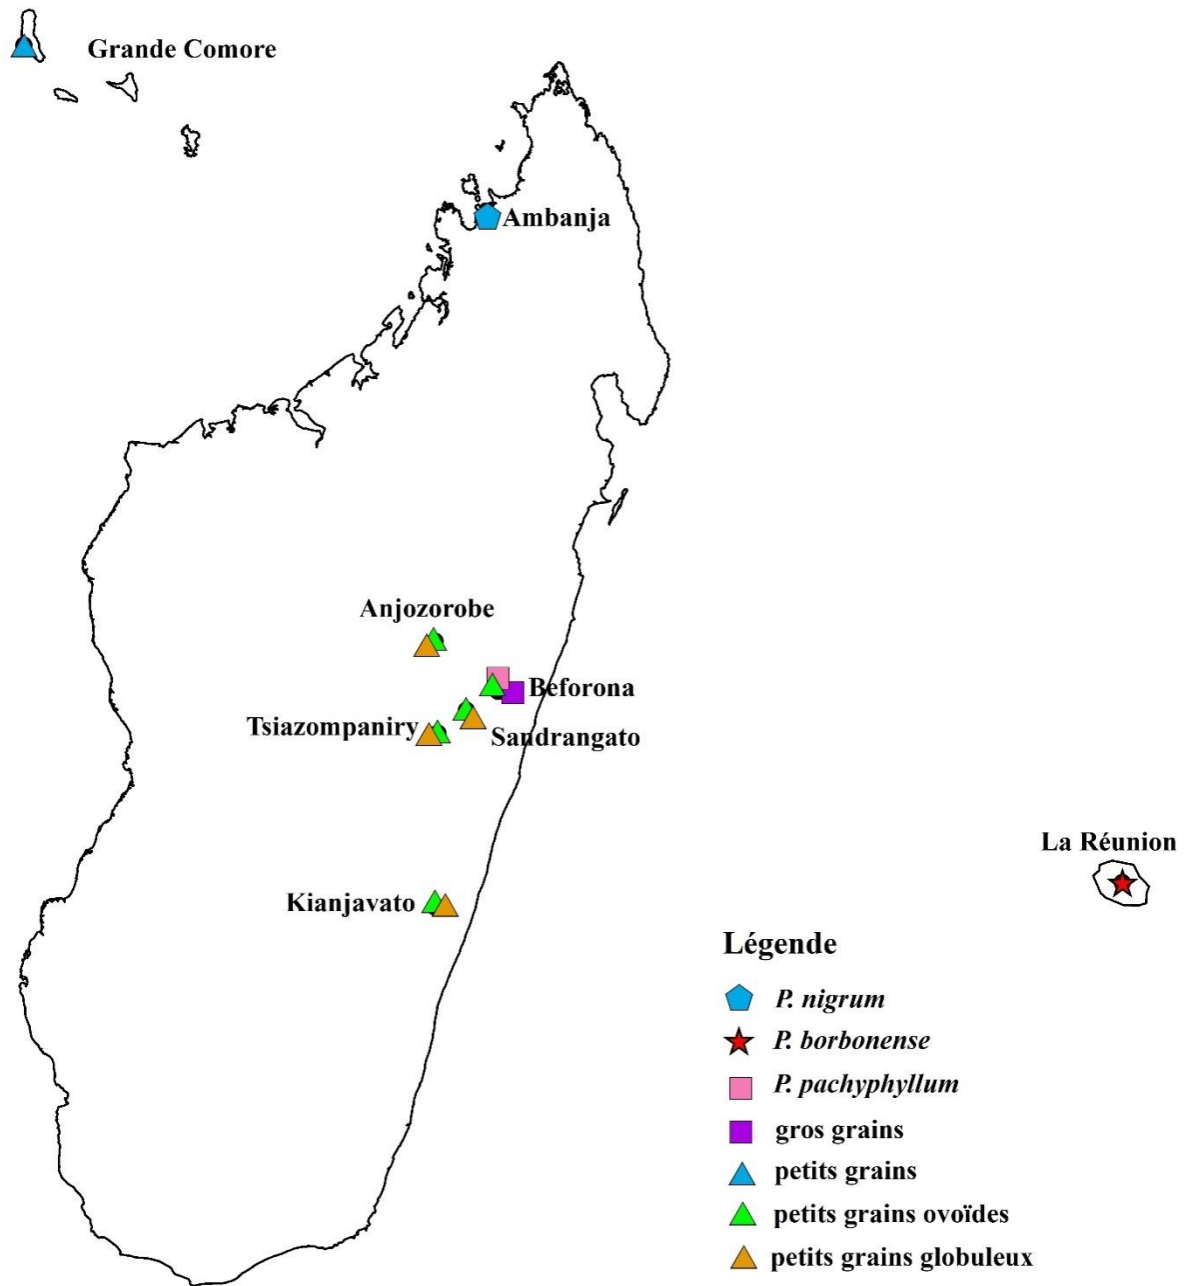 Grande Comore
Ambanja
Anjozorobe
Beforona
Tsiazompaniry
Sandrangato
La Réunion
Kianjavato
Légende
P. nigrum
P. borbonense
P. pachyphyllum
gros grains
petits grains
petits grains ovoïdes
petits grains globuleux